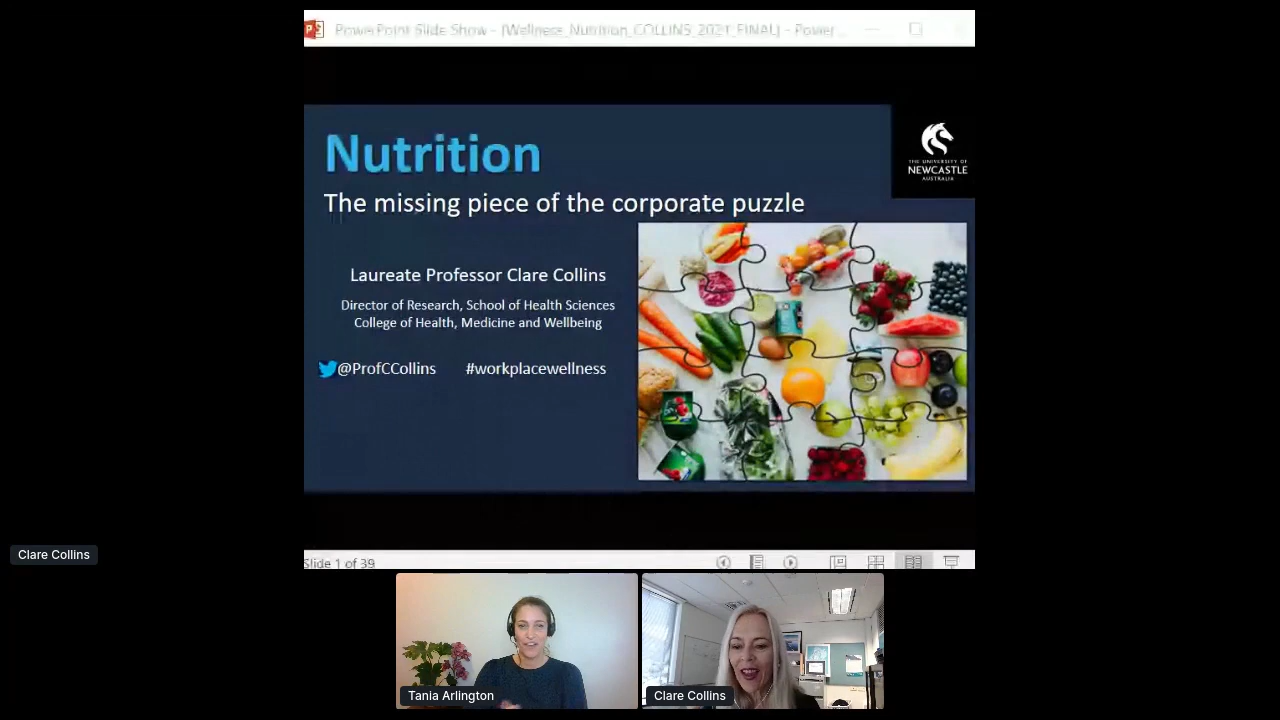 PowerPoint Slide Show - [Wellness_Nutrition_COLLINS_2021_FINAL] - Power ...
Nutrition
The missing piece of the corporate puzzle
THE UNIVERSITY OF
NEWCASTLE
AUSTRALIA
Laureate Professor Clare Collins
Director of Research, School of Health Sciences
College of Health, Medicine and Wellbeing
@ProfCCollins #workplacewellness
Clare Collins
Slide 1 of 39
Tania Arlington
Clare Collins